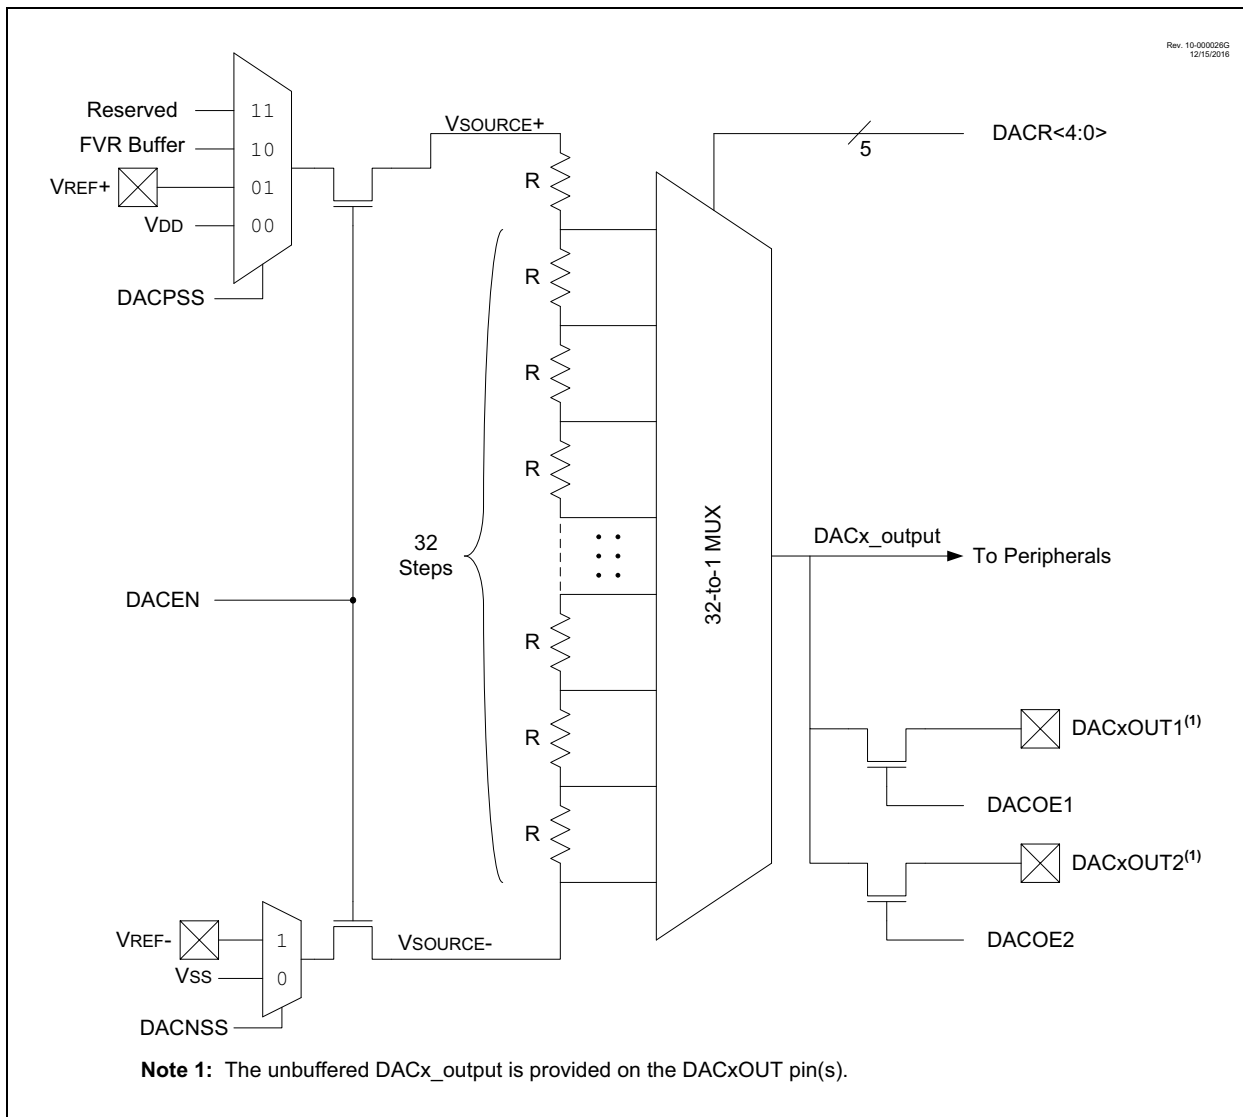 Rev. 10-000026G
12/15/2016
Reserved
11
FVR Buffer
10
VREF+
01
VDD
00
DACPSS
VSOURCE+
DACR<4:0>
5
R
R
R
R
32
Steps
32-to-1 MUX
DACx_output
To Peripherals
DACEN
R
R
R
DACxOUT1(1)
DACOE1
DACxOUT2(1)
DACOE2
VREF-
1
VSOURCE-
VSS
0
DACNSS
Note 1: The unbuffered DACx_output is provided on the DACxOUT pin(s).